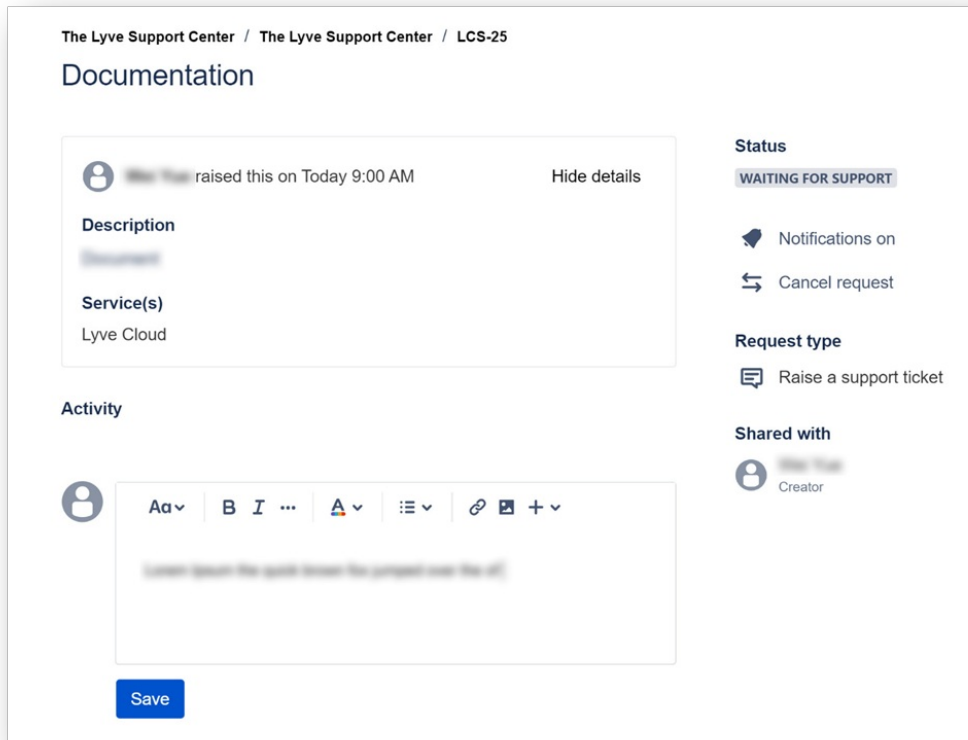 The Lyve Support Center / The Lyve Support Center / LCS-25
Documentation
raised this on Today 9:00 AM
Hide details
Description
Service(s)
Lyve Cloud
Activity
Aa
B I ... A
Save
Status
WAITING FOR SUPPORT
Notifications on
Cancel request
Request type
Raise a support ticket
Shared with
Creator